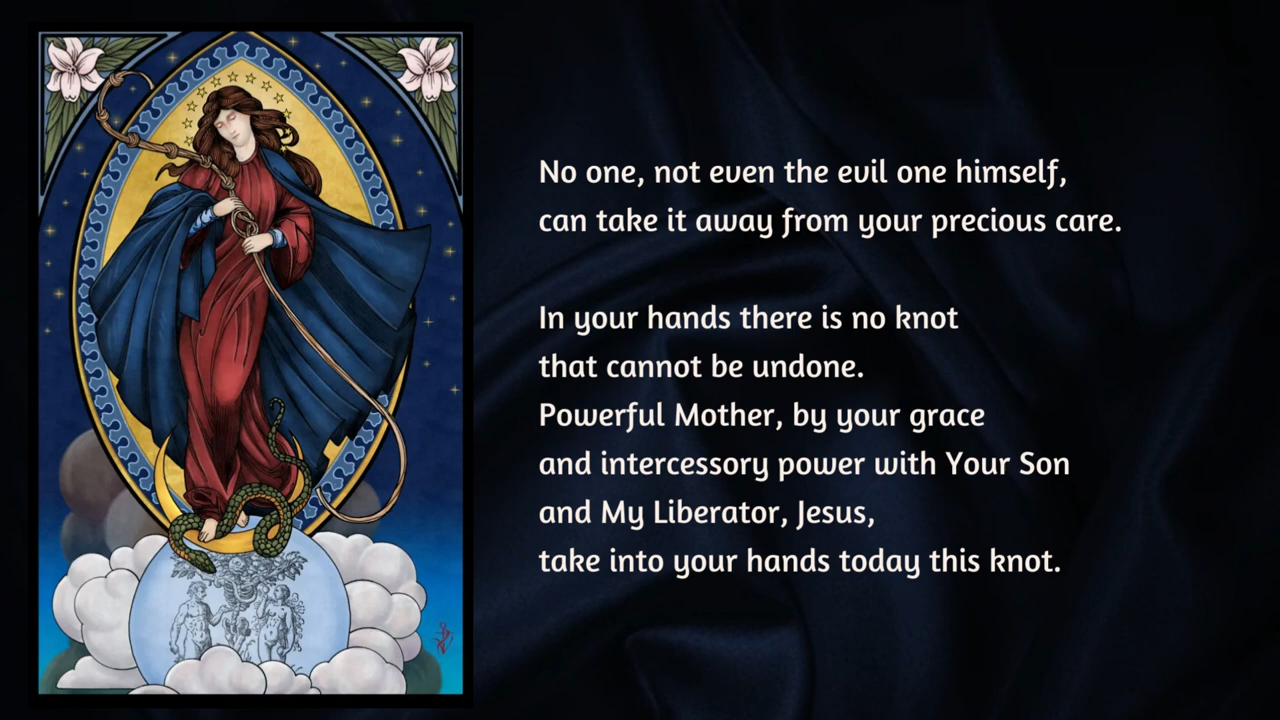 No one, not even the evil one himself,
can take it away from your precious care.
In your hands there is no knot
that cannot be undone.
Powerful Mother, by your grace
and intercessory power with Your Son
and My Liberator, Jesus,
take into your hands today this knot.